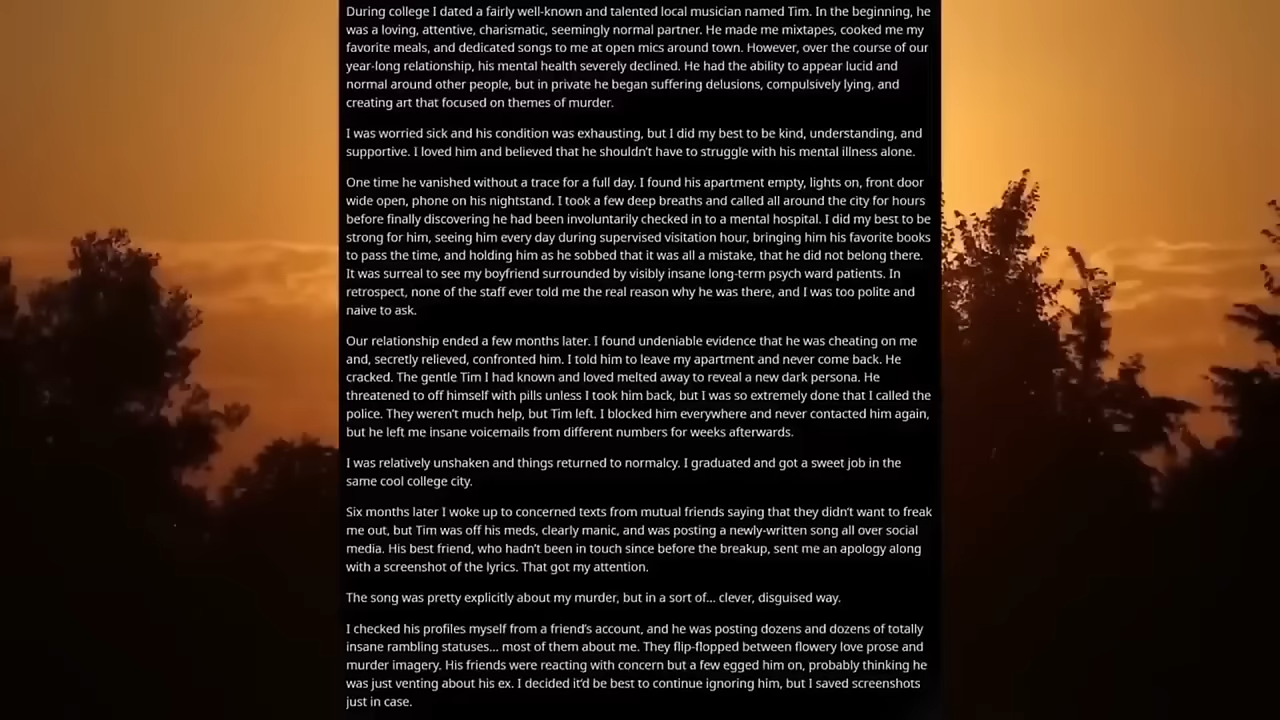 During college I dated a fairly well-known and talented local musician named Tim. In the beginning, he
was a loving, attentive, charismatic, seemingly normal partner. He made me mixtapes, cooked me my
favorite meals, and dedicated songs to me at open mics around town. However, over the course of our
year-long relationship, his mental health severely declined. He had the ability to appear lucid and
normal around other people, but in private he began suffering delusions, compulsively lying, and
creating art that focused on themes of murder.
I was worried sick and his condition was exhausting, but I did my best to be kind, understanding, and
supportive. I loved him and believed that he shouldn't have to struggle with his mental illness alone.
One time he vanished without a trace for a full day. I found his apartment empty, lights on, front door
wide open, phone on his nightstand. I took a few deep breaths and called all around the city for hours
before finally discovering he had been involuntarily checked in to a mental hospital. I did my best to be
strong for him, seeing him every day during supervised visitation hour, bringing him his favorite books
to pass the time, and holding him as he sobbed that it was all a mistake, that he did not belong there.
It was surreal to see my boyfriend surrounded by visibly insane long-term psych ward patients. In
retrospect, none of the staff ever told me the real reason why he was there, and I was too polite and
naive to ask.
Our relationship ended a few months later. I found undeniable evidence that he was cheating on me
and, secretly relieved, confronted him. I told him to leave my apartment and never come back. He
cracked. The gentle Tim I had known and loved melted away to reveal a new dark persona. He
threatened to off himself with pills unless I took him back, but I was so extremely done that I called the
police. They weren't much help, but Tim left. I blocked him everywhere and never contacted him again,
but he left me insane voicemails from different numbers for weeks afterwards.
I was relatively unshaken and things returned to normalcy. I graduated and got a sweet job in the
same cool college city.
Six months later I woke up to concerned texts from mutual friends saying that they didn't want to freak
me out, but Tim was off his meds, clearly manic, and was posting a newly-written song all over social
media. His best friend, who hadn't been in touch since before the breakup, sent me an apology along
with a screenshot of the lyrics. That got my attention.
The song was pretty explicitly about my murder, but in a sort of... clever, disguised way.
I checked his profiles myself from a friend's account, and he was posting dozens and dozens of totally
insane rambling statuses... most of them about me. They flip-flopped between flowery love prose and
murder imagery. His friends were reacting with concern but a few egged him on, probably thinking he
was just venting about his ex. I decided it'd be best to continue ignoring him, but I saved screenshots
just in case.